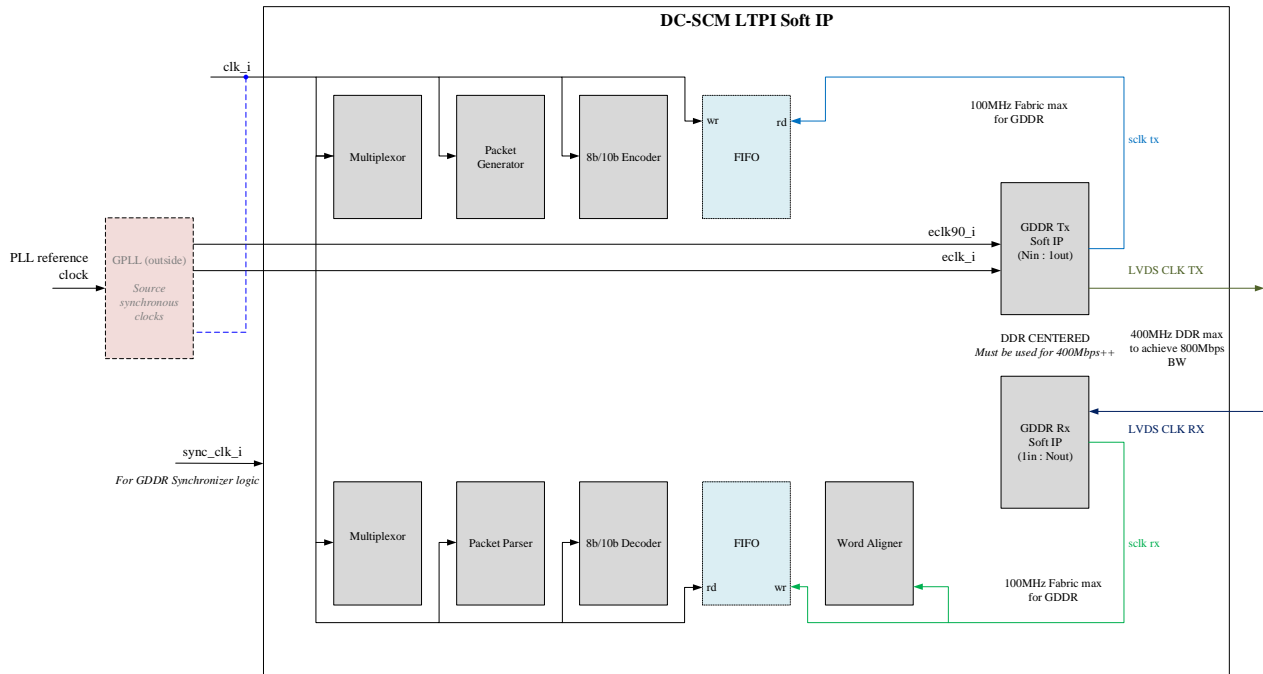 DC-SCM LTPI Soft IP
clk_i
100MHz Fabric max
for GDDR
wr
rd
sclk tx
Multiplexor
Packet
Generator
8b/10b Encoder
FIFO
GDDR Tx
Soft IP
(Nin : 1out)
eclk90_i
eclk_i
PLL reference
clock
GPLL (outside)
Source
synchronous
clocks
LVDS CLK TX
DDR CENTERED
Must be used for 400Mbps++
400MHz DDR max
to achieve 800Mbps
BW
GDDR Rx
Soft IP
(1in : Nout)
LVDS CLK RX
sync_clk_i
For GDDR Synchronizer logic
Multiplexor
Packet Parser
8b/10b Decoder
FIFO
Word Aligner
sclk rx
rd
wr
100MHz Fabric max
for GDDR